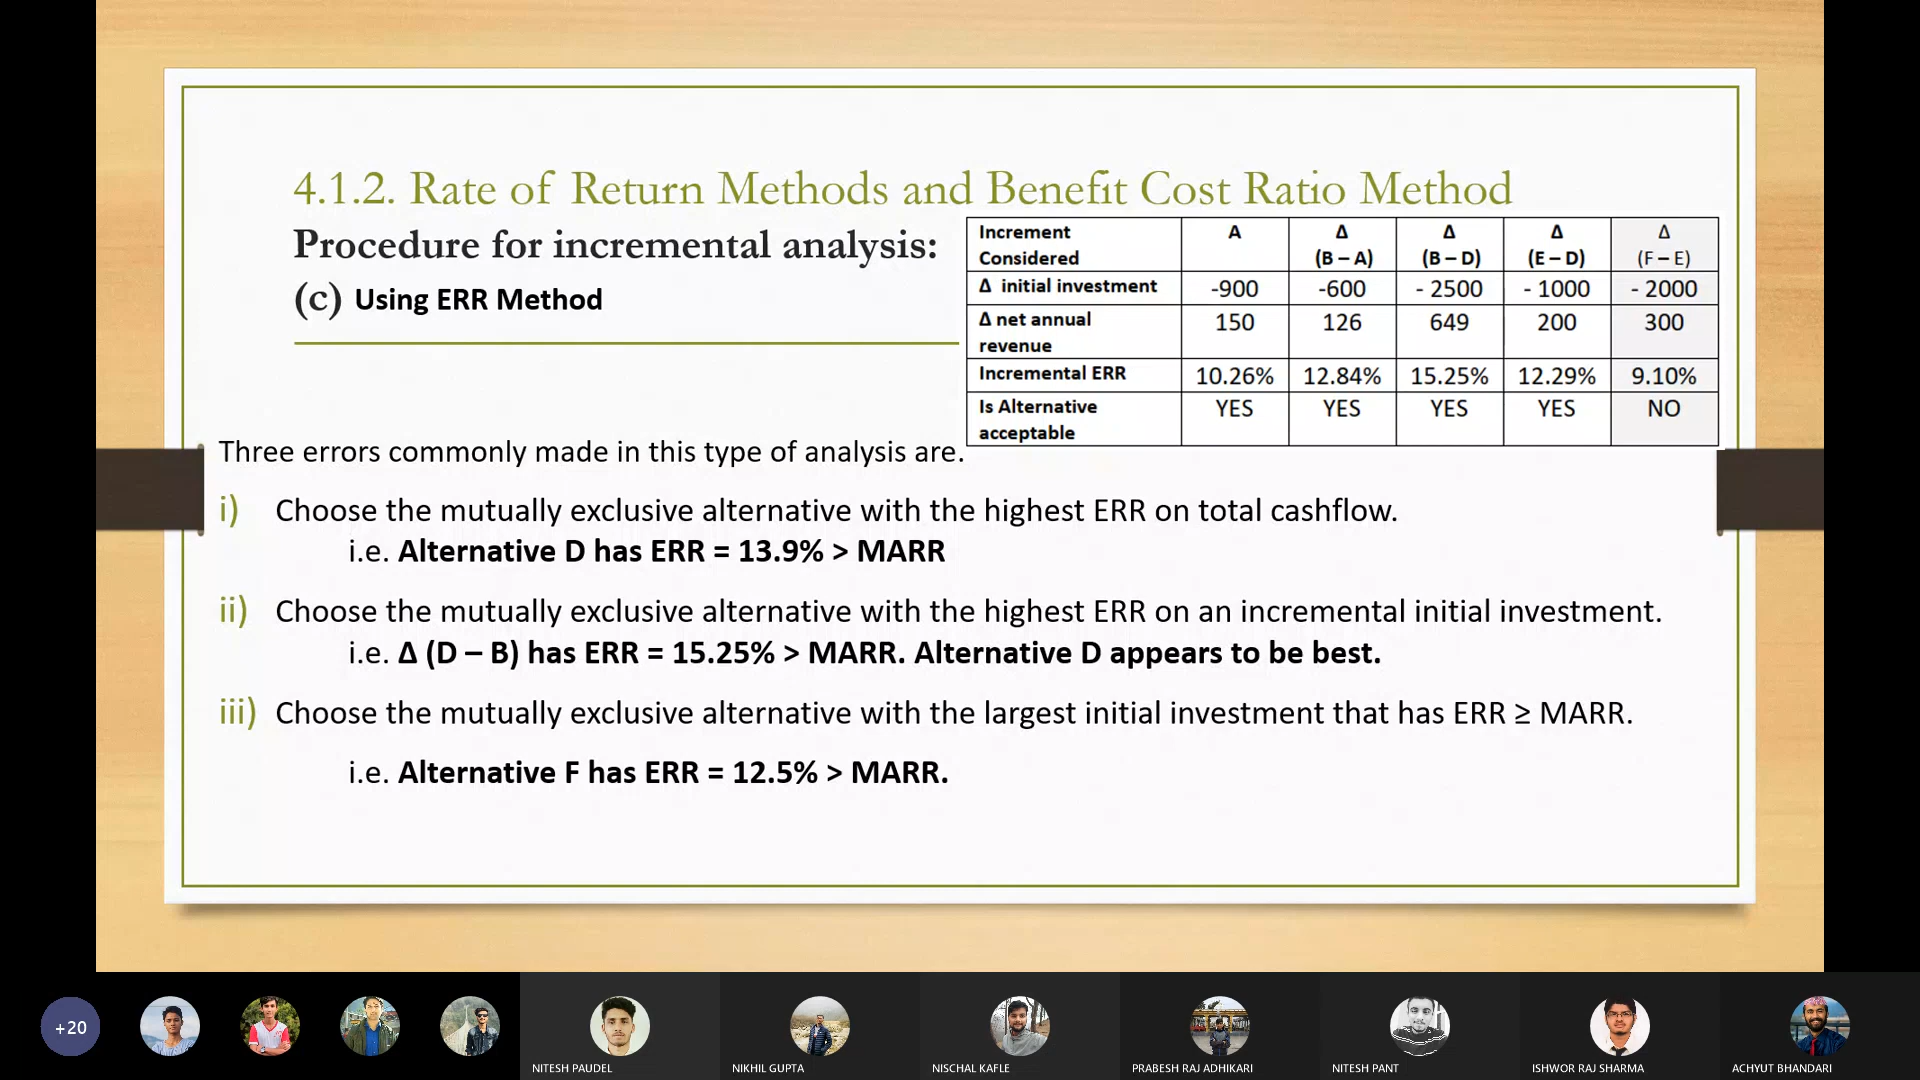 4.1.2. Rate of Return Methods and Benefit Cost Ratio Method
Procedure for incremental analysis:
(c) Using ERR Method
Increment Considered A Δ (B – A) Δ (B – D) Δ (E – D) Δ (F – E)
Δ initial investment -900 -600 - 2500 - 1000 - 2000
Δ net annual revenue 150 126 649 200 300
Incremental ERR 10.26% 12.84% 15.25% 12.29% 9.10%
Is Alternative acceptable YES YES YES YES NO
Three errors commonly made in this type of analysis are.
i) Choose the mutually exclusive alternative with the highest ERR on total cashflow.
i.e. Alternative D has ERR = 13.9% > MARR
ii) Choose the mutually exclusive alternative with the highest ERR on an incremental initial investment.
i.e. Δ (D – B) has ERR = 15.25% > MARR. Alternative D appears to be best.
iii) Choose the mutually exclusive alternative with the largest initial investment that has ERR ≥ MARR.
i.e. Alternative F has ERR = 12.5% > MARR.
+20
NITESH PAUDEL
NIKHIL GUPTA
NISCHAL KAFLE
PRABESH RAJ ADHIKARI
NITESH PANT
ISHWOR RAJ SHARMA
ACHYUT BHANDARI